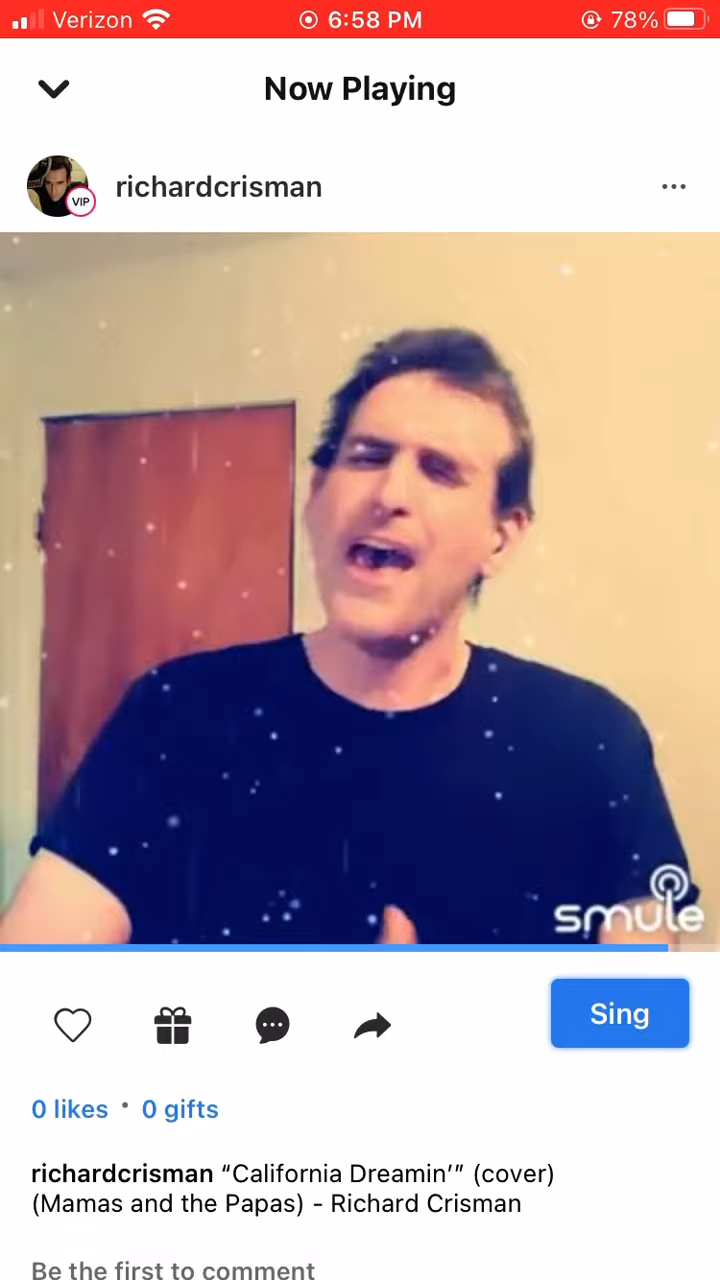 Verizon 6:58 PM 78%
Now Playing
richardcrisman
VIP
smule
Sing
0 likes • 0 gifts
richardcrisman “California Dreamin’” (cover)
(Mamas and the Papas) - Richard Crisman
Be the first to comment